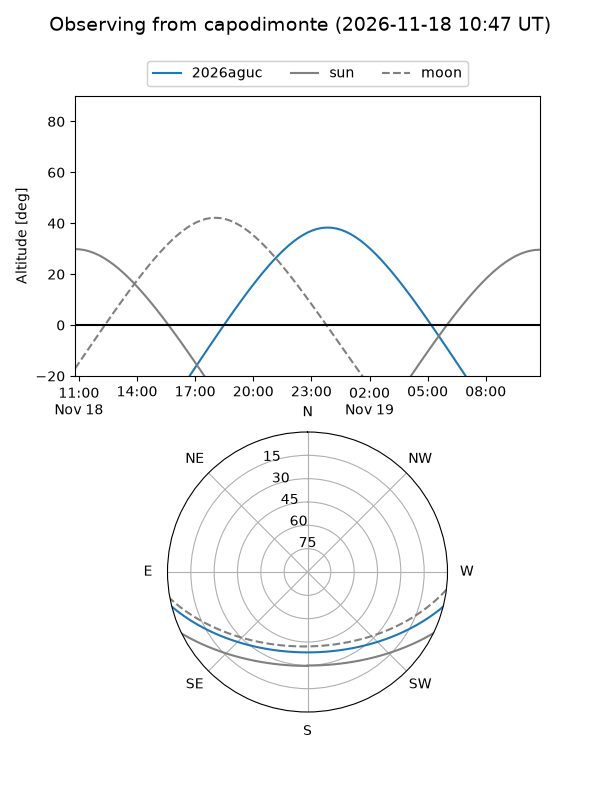 Observing from capodimonte (2026-11-18 10:47 UT)
2026aguc sun moon
Altitude [deg]
80
60
40
20
0
−20
11:00 14:00 17:00 20:00 23:00 02:00 05:00 08:00
Nov 18 Nov 19
N
NE NW
15
30
45
60
75
E W
SE SW
S